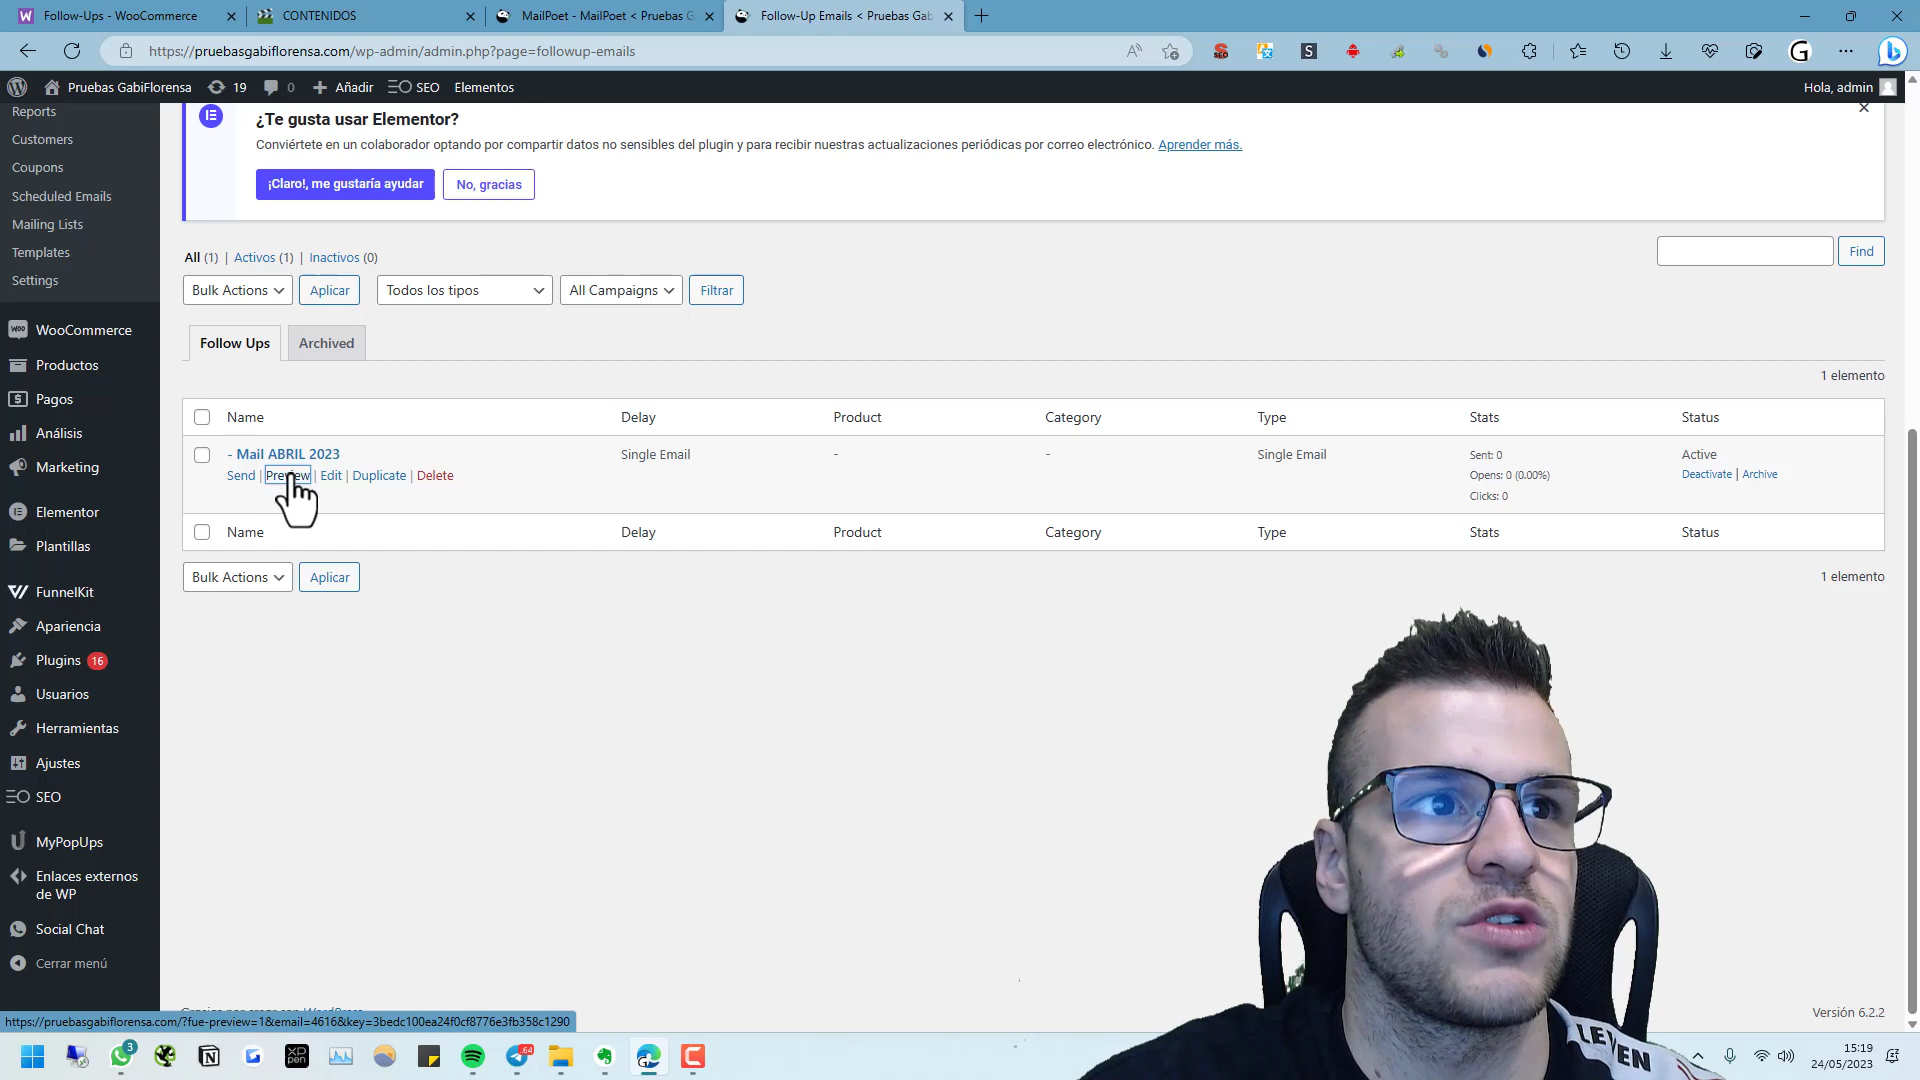 Follow-Ups - WooCommerce
CONTENIDOS
MailPoet - MailPoet < Pruebas G
Follow-Up Emails < Pruebas Gab
https://pruebasgabiflorensa.com/wp-admin/admin.php?page=followup-emails
Pruebas GabiFlorensa
19
0
Añadir
SEO
Elementos
Hola, admin
Reports
Customers
Coupons
Scheduled Emails
Mailing Lists
Templates
Settings
WooCommerce
Productos
Pagos
Análisis
Marketing
Elementor
Plantillas
FunnelKit
Apariencia
Plugins 16
Usuarios
Herramientas
Ajustes
SEO
MyPopUps
Enlaces externos
de WP
Social Chat
Cerrar menú
¿Te gusta usar Elementor?
Conviértete en un colaborador optando por compartir datos no sensibles del plugin y para recibir nuestras actualizaciones periódicas por correo electrónico. Aprender más.
¡Claro!, me gustaría ayudar
No, gracias
All (1) | Activos (1) | Inactivos (0)
Find
Bulk Actions
Aplicar
Todos los tipos
All Campaigns
Filtrar
Follow Ups
Archived
1 elemento
Name Delay Product Category Type Stats Status
- Mail ABRIL 2023 Single Email - - Single Email Sent: 0 Active
Send | Preview | Edit | Duplicate | Delete Opens: 0 (0.00%) Deactivate | Archive
Clicks: 0
Name Delay Product Category Type Stats Status
Bulk Actions
Aplicar
1 elemento
Versión 6.2.2
https://pruebasgabiflorensa.com/?fue-preview=1&email=4616&key=3bedc100ea24f0cf8776e3fb358c1290
LEVEN
3
XP
pen
64
15:19
24/05/2023